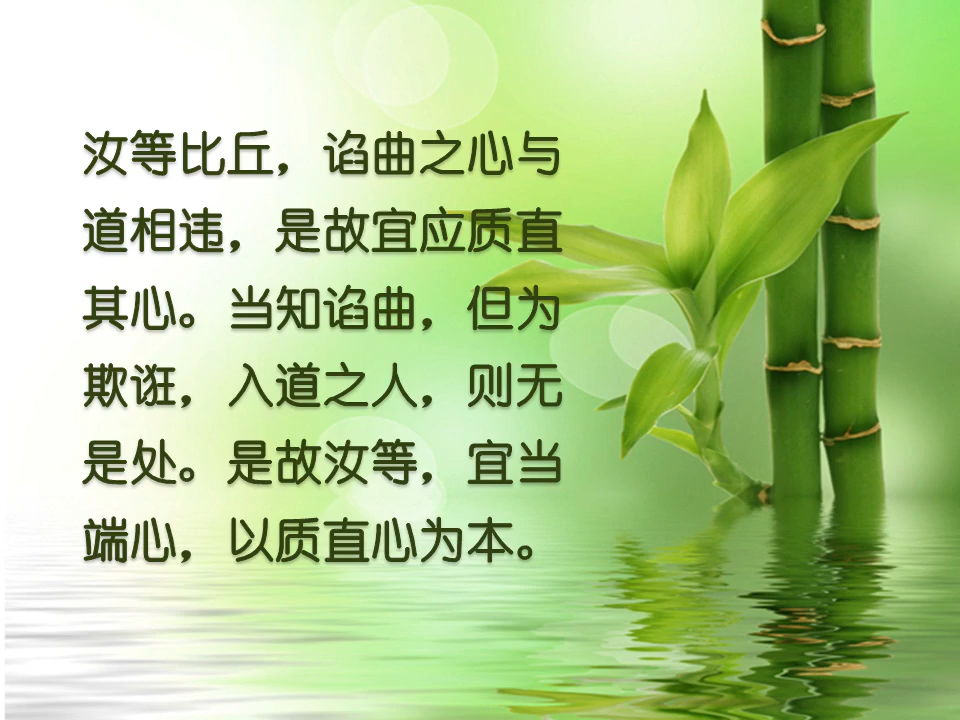 汝等比丘，谄曲之心与
道相违，是故宜应质直
其心。当知谄曲，但为
欺诳，入道之人，则无
是处。是故汝等，宜当
端心，以质直心为本。